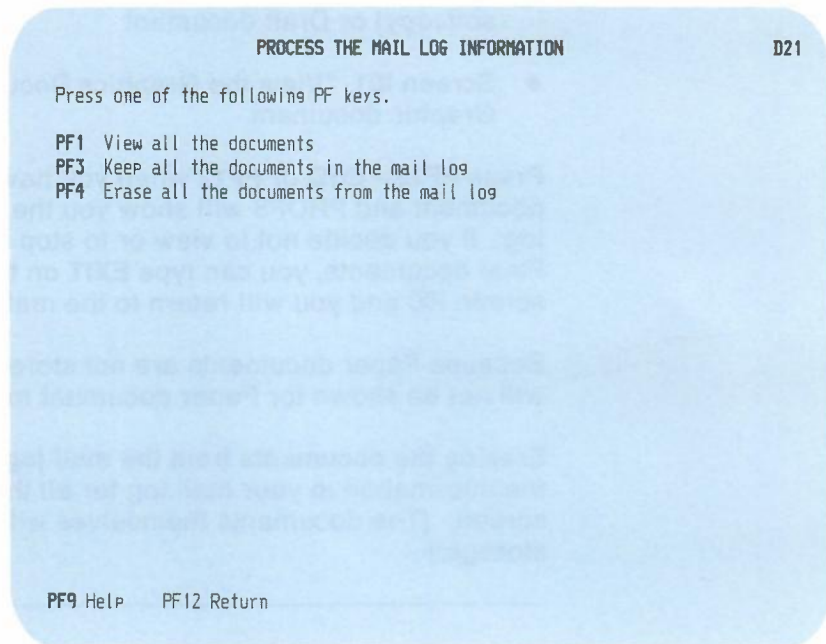 PROCESS THE MAIL LOG INFORMATION D21
Press one of the following PF keys.
PF1 View all the documents
PF3 Keep all the documents in the mail log
PF4 Erase all the documents from the mail log
PF9 Help PF12 Return